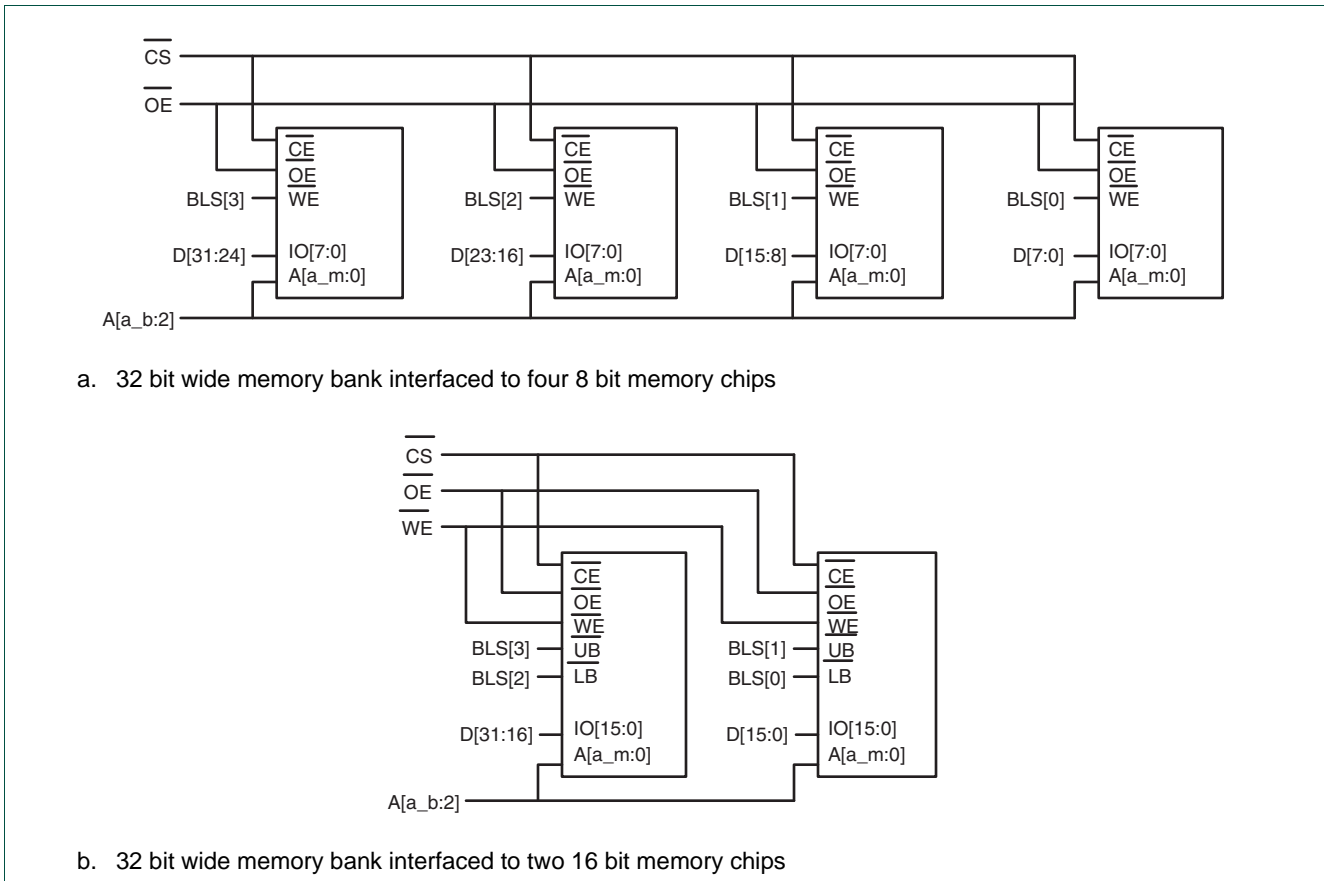 CS
OE
CE CE CE CE
OE OE OE OE
BLS[3] WE BLS[2] WE BLS[1] WE BLS[0] WE
D[31:24] IO[7:0] D[23:16] IO[7:0] D[15:8] IO[7:0] D[7:0] IO[7:0]
A[a_m:0] A[a_m:0] A[a_m:0] A[a_m:0]
A[a_b:2]
a. 32 bit wide memory bank interfaced to four 8 bit memory chips
CS
OE
WE
CE CE
OE OE
WE WE
BLS[3] UB BLS[1] UB
BLS[2] LB BLS[0] LB
D[31:16] IO[15:0] D[15:0] IO[15:0]
A[a_m:0] A[a_m:0]
A[a_b:2]
b. 32 bit wide memory bank interfaced to two 16 bit memory chips